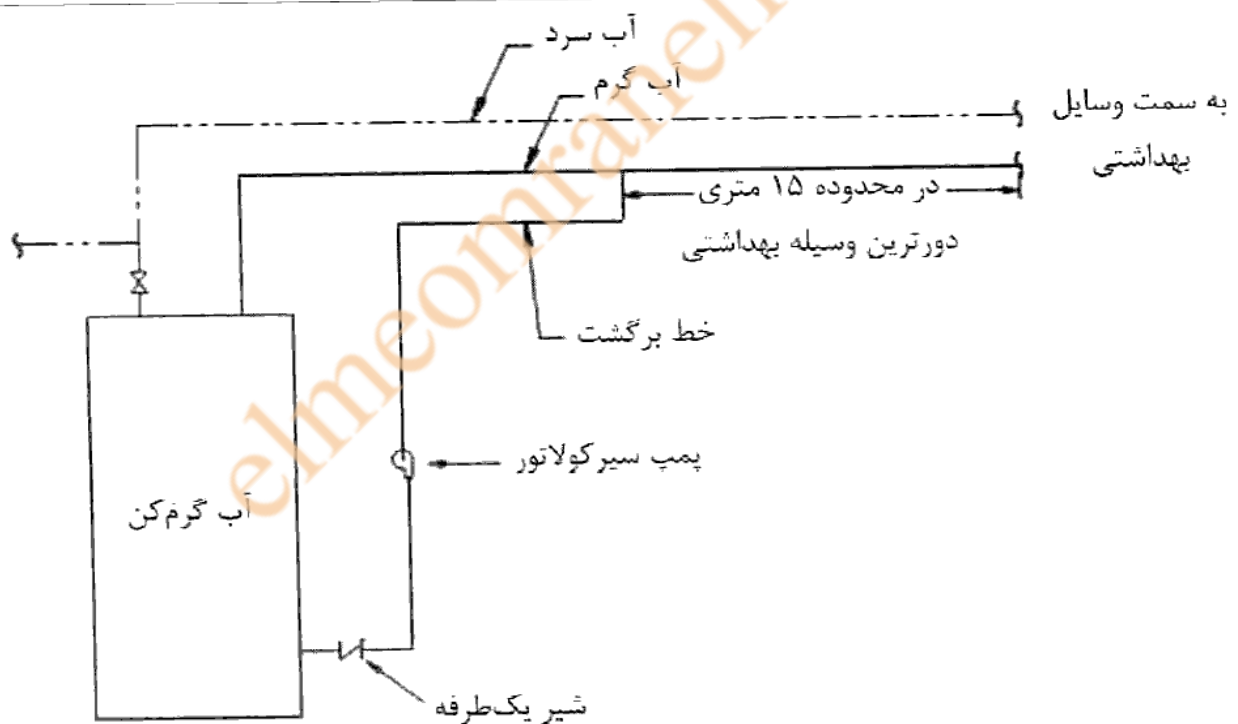 آب سرد
آب گرم
به سمت وسایل
بهداشتی
در محدوده ۱۵ متری
دورترین وسیله بهداشتی
خط برگشت
پمپ سیرکولاتور
آب گرم‌کن
شیر یک‌طرفه
elmeomranel